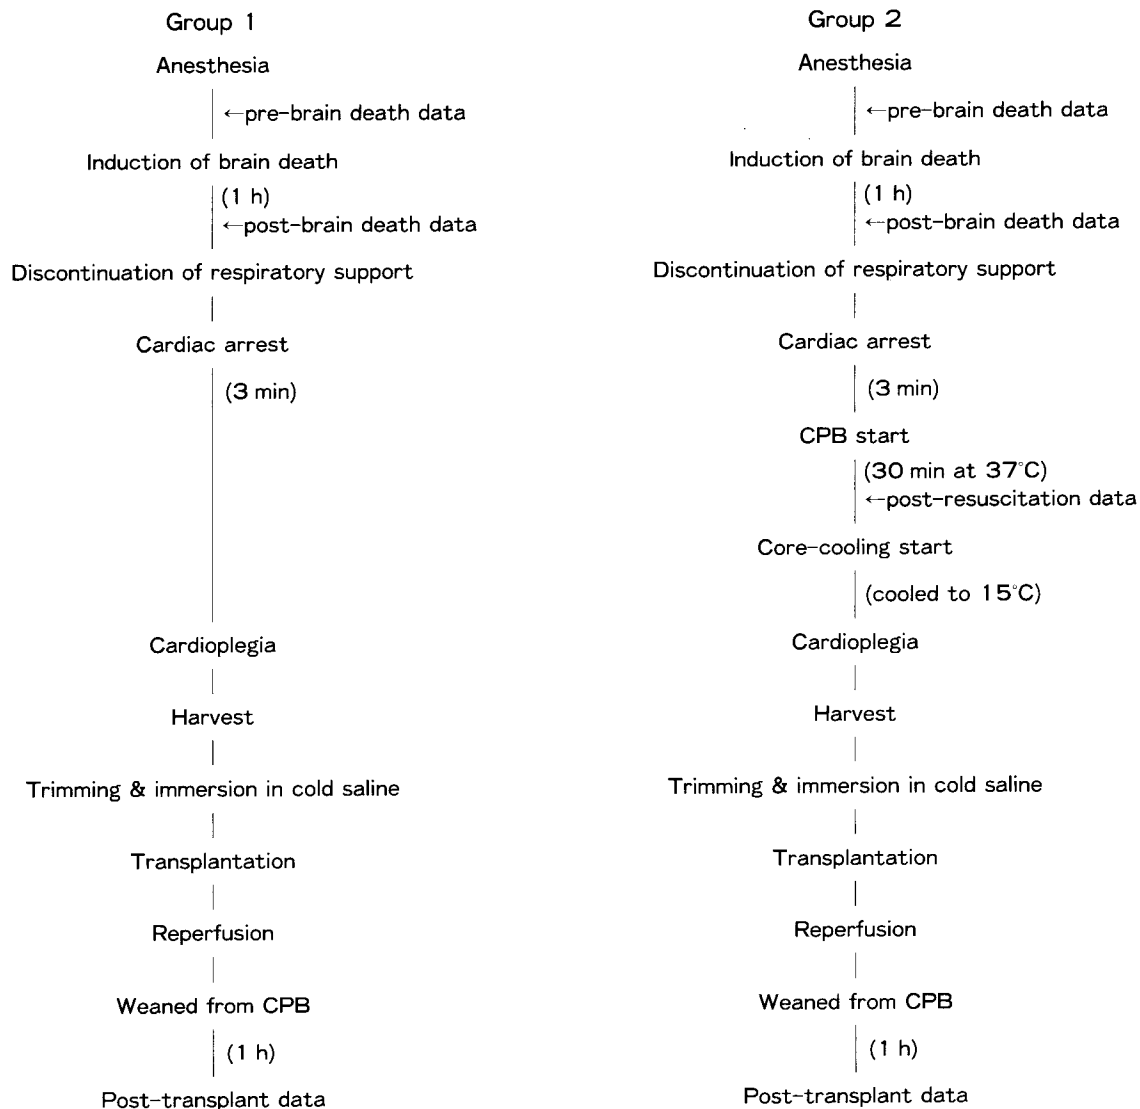 Group 1
Anesthesia
←pre-brain death data
Induction of brain death
(1 h)
←post-brain death data
Discontinuation of respiratory support
Cardiac arrest
(3 min)
Cardioplegia
Harvest
Trimming & immersion in cold saline
Transplantation
Reperfusion
Weaned from CPB
(1 h)
Post-transplant data
Group 2
Anesthesia
←pre-brain death data
Induction of brain death
(1 h)
←post-brain death data
Discontinuation of respiratory support
Cardiac arrest
(3 min)
CPB start
(30 min at 37°C)
←post-resuscitation data
Core-cooling start
(cooled to 15°C)
Cardioplegia
Harvest
Trimming & immersion in cold saline
Transplantation
Reperfusion
Weaned from CPB
(1 h)
Post-transplant data